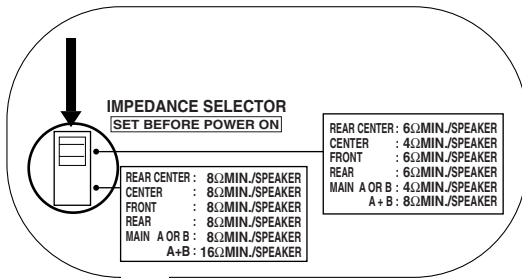 IMPEDANCE SELECTOR
SET BEFORE POWER ON
REAR CENTER : 6ΩMIN./SPEAKER
CENTER : 4ΩMIN./SPEAKER
FRONT : 6ΩMIN./SPEAKER
REAR : 6ΩMIN./SPEAKER
MAIN A OR B : 4ΩMIN./SPEAKER
A + B : 8ΩMIN./SPEAKER
REAR CENTER : 8ΩMIN./SPEAKER
CENTER : 8ΩMIN./SPEAKER
FRONT : 8ΩMIN./SPEAKER
REAR : 8ΩMIN./SPEAKER
MAIN A OR B : 8ΩMIN./SPEAKER
A+B : 16ΩMIN./SPEAKER